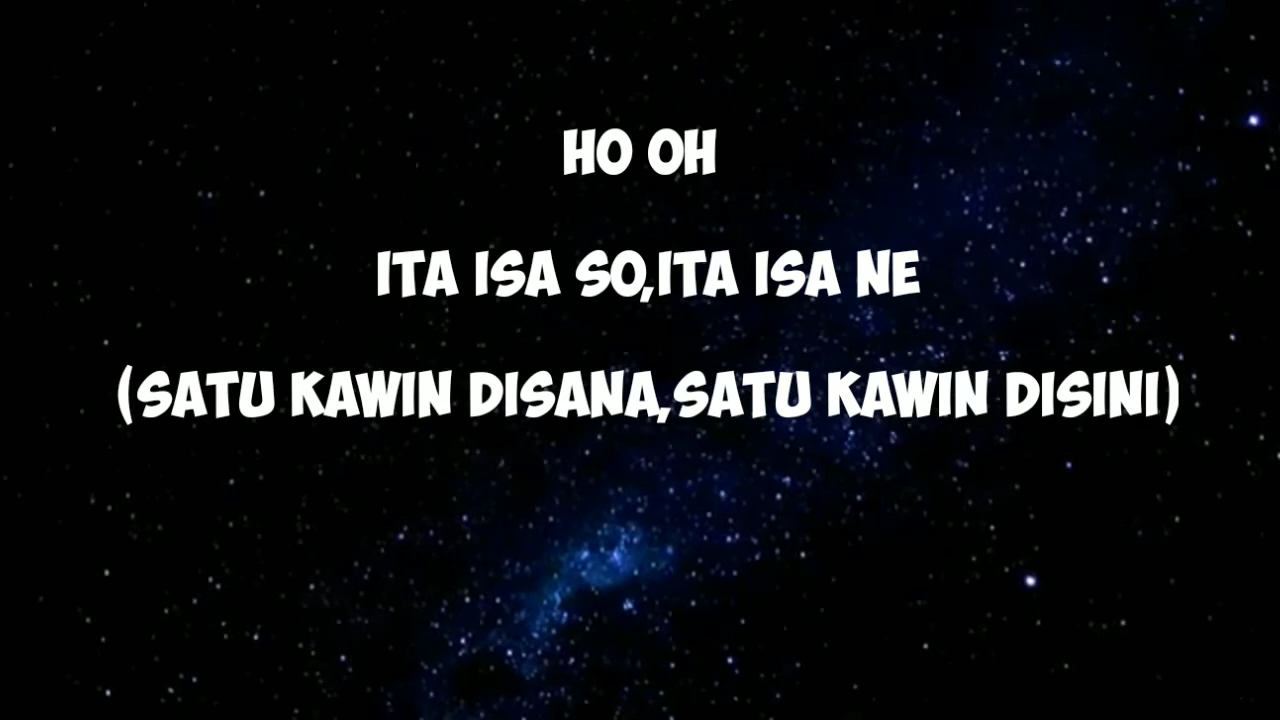 HO OH
ITA ISA SO,ITA ISA NE
(SATU KAWIN DISANA,SATU KAWIN DISINI)